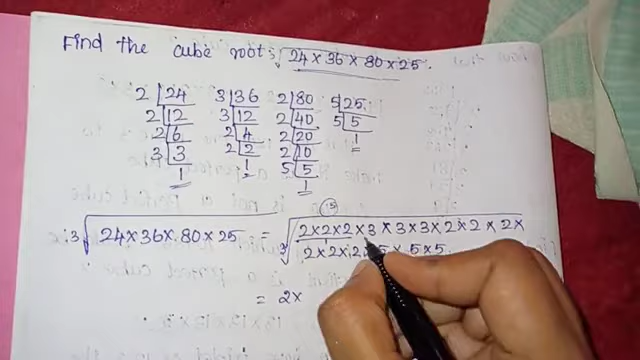 Find the cube root: ∛24×36×80×25.
2|24 3|36 2|80 5|25
2|12 3|12 2|40 5|5
2|6 2|4 2|20 1
3|3 2|2 2|10
1 1 5|5
1
15
∴ ∛24×36×80×25 = ∛2×2×2×3×3×3×2×2×2×
2×2×2×5×5×5
= 2×